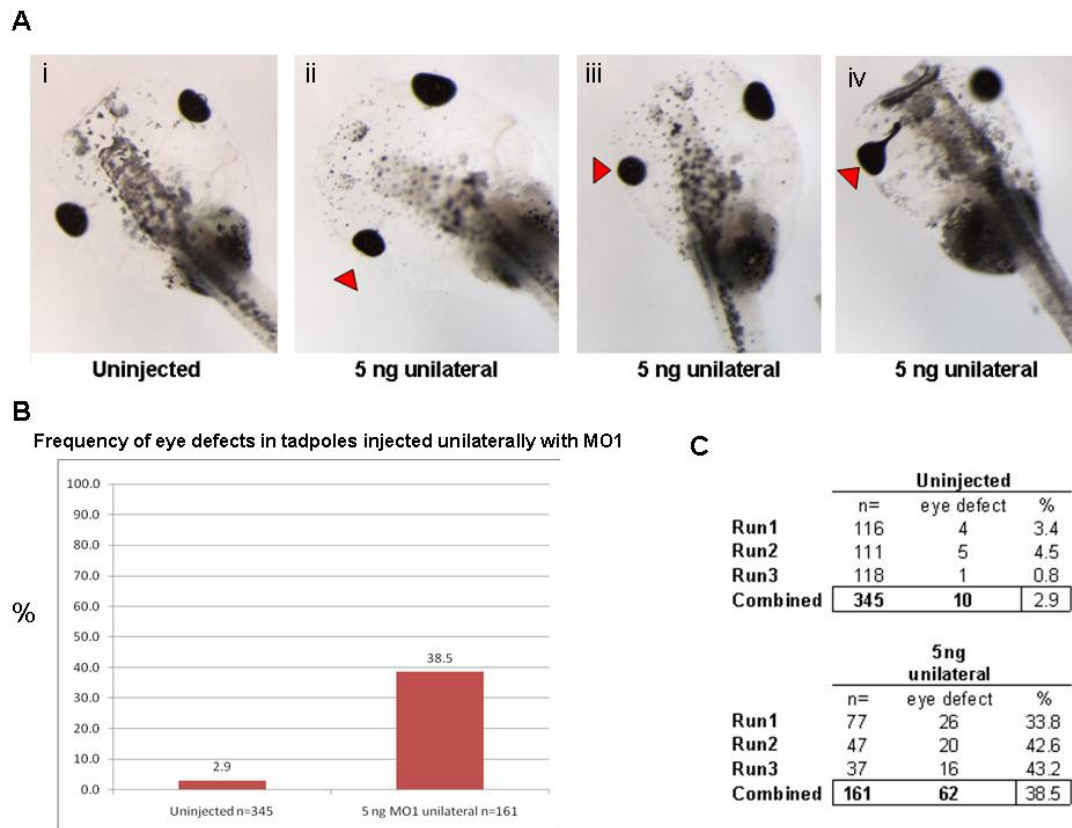 A
i
ii
iii
iv
Uninjected
5 ng unilateral
5 ng unilateral
5 ng unilateral
B
Frequency of eye defects in tadpoles injected unilaterally with MO1
100.0
90.0
80.0
70.0
60.0
50.0
40.0
30.0
20.0
10.0
0.0
%
2.9
38.5
Uninjected n=345
5 ng MO1 unilateral n=161
C
Uninjected
n= eye defect %
Run1 116 4 3.4
Run2 111 5 4.5
Run3 118 1 0.8
Combined 345 10 2.9
5ng
unilateral
n= eye defect %
Run1 77 26 33.8
Run2 47 20 42.6
Run3 37 16 43.2
Combined 161 62 38.5